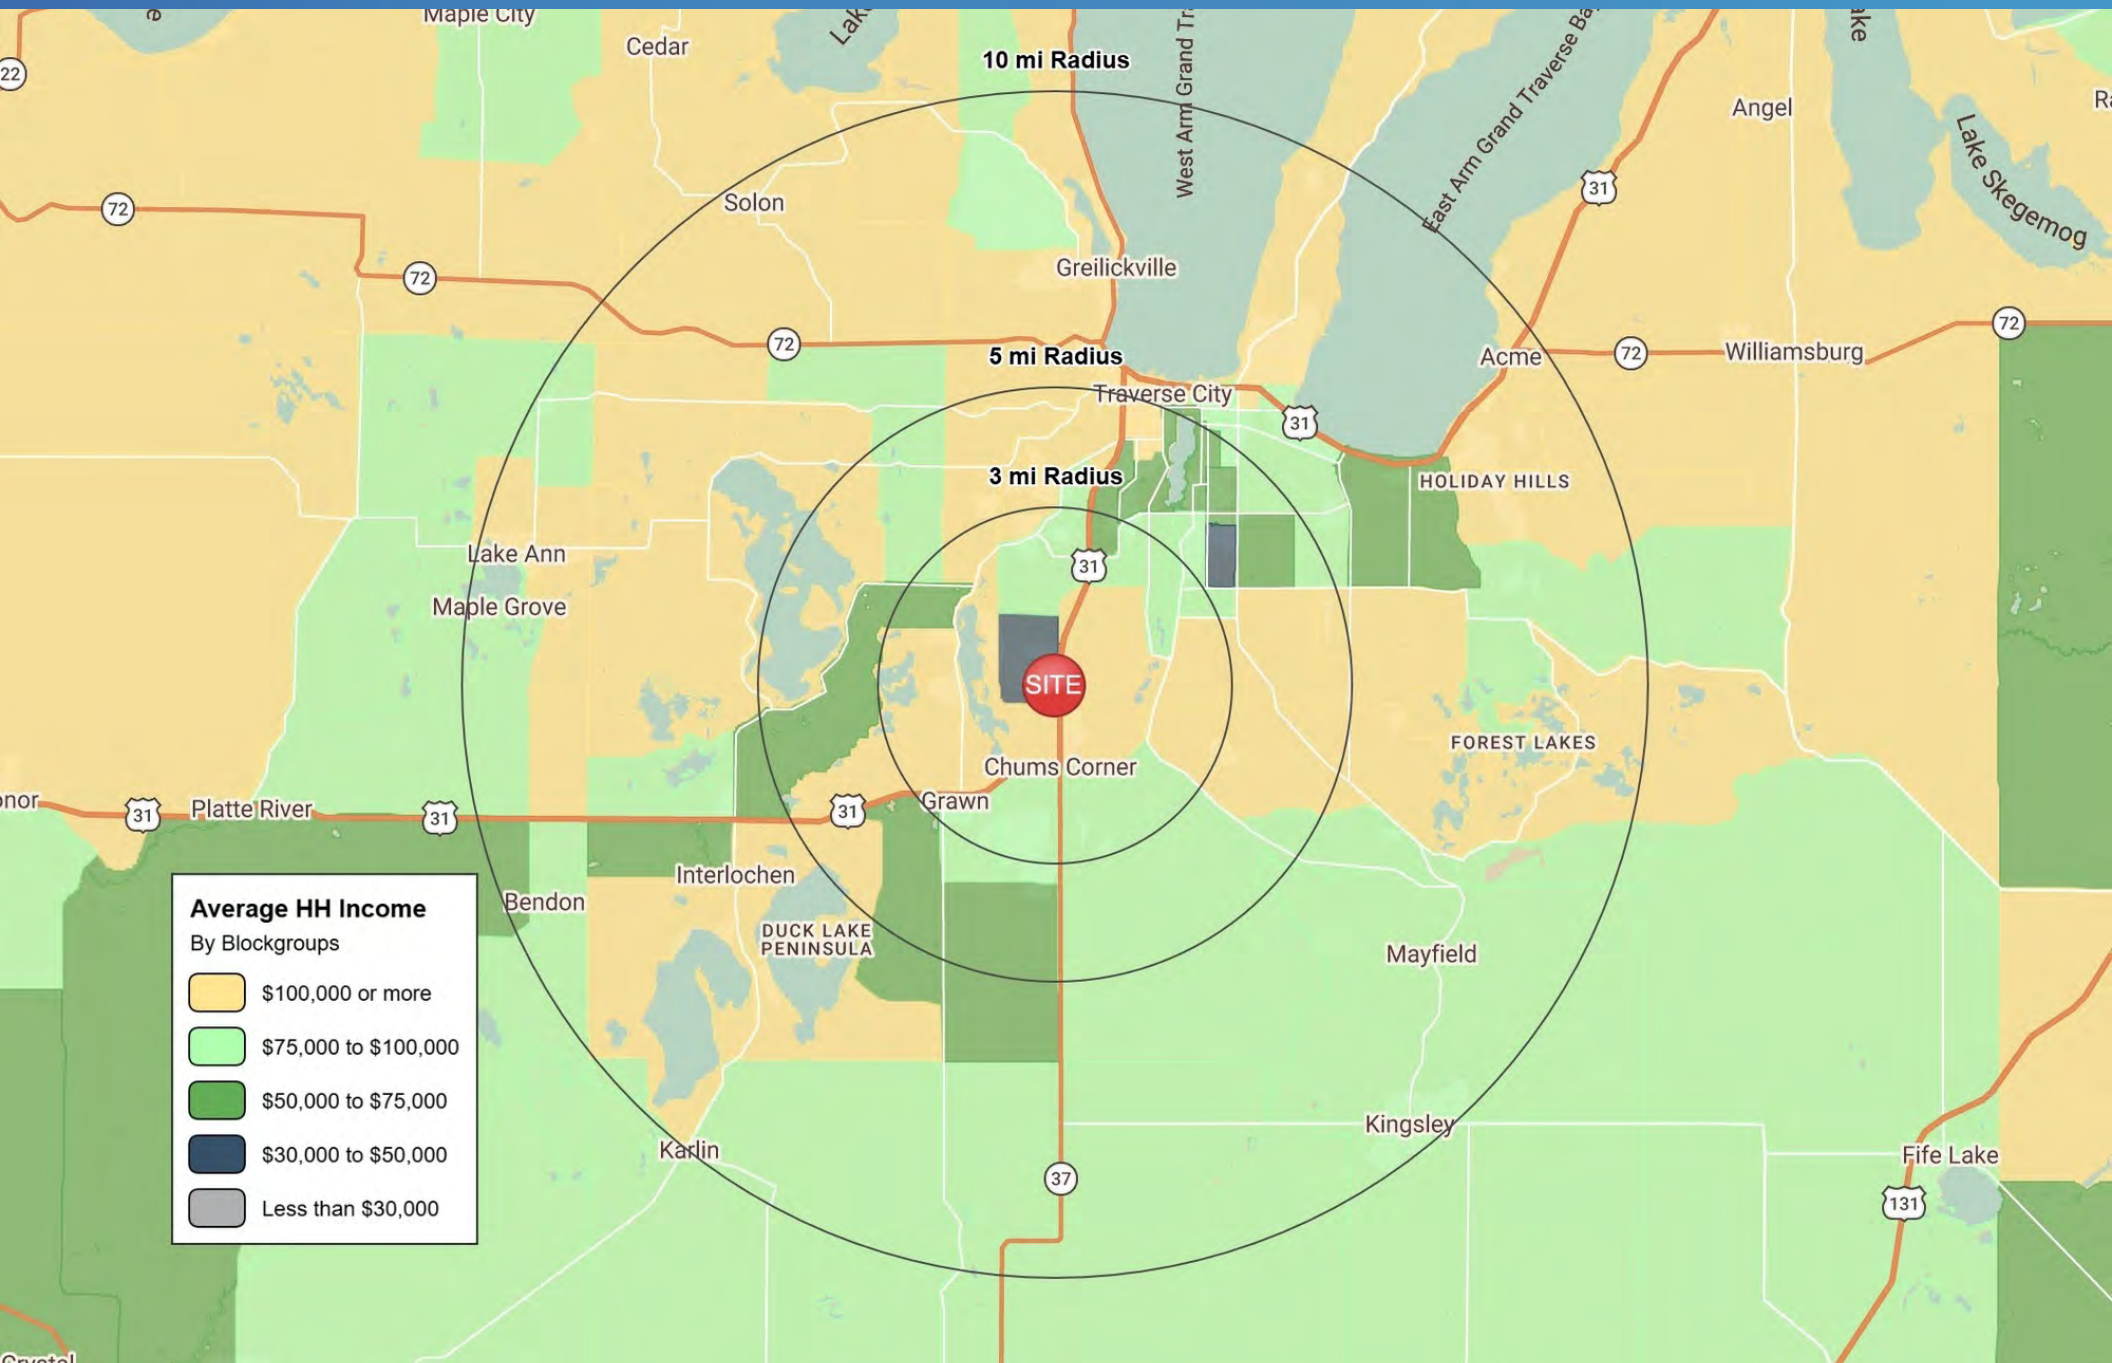 Maple City
Cedar
10 mi Radius
West Arm Grand Tr
East Arm Grand Traverse Ba
Lak
ake
Angel
Lake Skegemog
22
31
72
Solon
72
Greilickville
72
72
5 mi Radius
Acme
72
Williamsburg
Traverse City
31
3 mi Radius
HOLIDAY HILLS
Lake Ann
31
Maple Grove
SITE
FOREST LAKES
Chums Corner
onor
31
Platte River
31
31
Grawn
Interlochen
Bendon
DUCK LAKE
PENINSULA
Mayfield
Average HH Income
By Blockgroups
$100,000 or more
$75,000 to $100,000
$50,000 to $75,000
$30,000 to $50,000
Less than $30,000
Kingsley
Karlin
Fife Lake
37
131